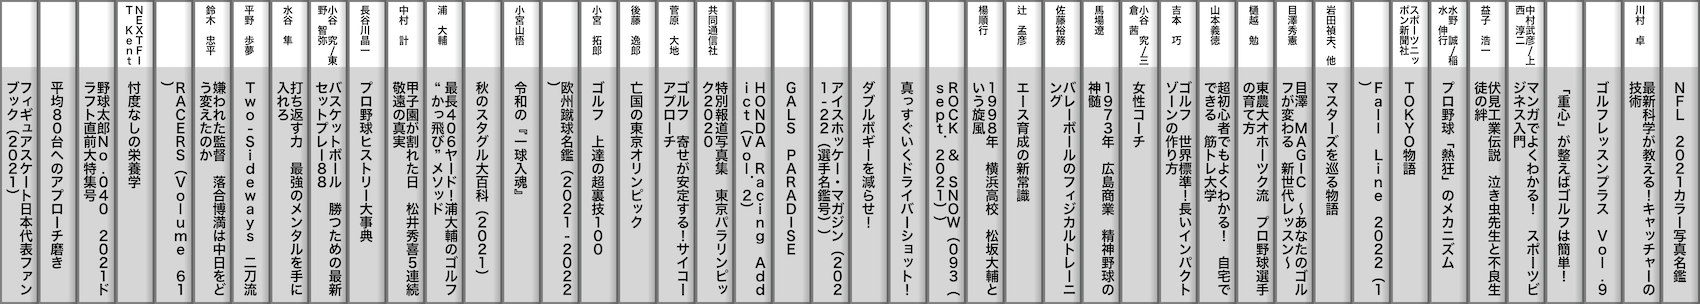 NFL 2021カラー写真名鑑
川村 卓
最新科学が教える!キャッチャーの
技術
ゴルフレッスンプラス Vol.9
「重心」が整えばゴルフは簡単!
中村武彦/上
西 淳二
マンガでよくわかる! スポーツビ
ジネス入門
益子 浩一
伏見工業伝説 泣き虫先生と不良生
徒の絆
水野 誠/稲
水 伸行
プロ野球「熱狂」のメカニズム
スポーツニッ
ポン新聞社
TOKYO物語
Fall Line 2022(1
)
岩田禎夫、他
マスターズを巡る物語
目澤秀憲
目澤 MAGIC ~あなたのゴル
フが変わる 新世代レッスン~
樋越 勉
東農大オホーツク流 プロ野球選手
の育て方
山本義徳
超初心者でもよくわかる! 自宅で
できる 筋トレ大学
吉本 巧
ゴルフ 世界標準!長いインパクト
ゾーンの作り方
小谷 究/三
倉 茜
女性コーチ
馬場遼
1973年 広島商業 精神野球の
神髄
佐藤裕務
バレーボールのフィジカルトレーニ
ング
辻 孟彦
エース育成の新常識
楊順行
1998年 横浜高校 松坂大輔と
いう旋風
ROCK & SNOW(093(
sept.2021))
真っすぐいくドライバーショット!
ダブルボギーを減らせ!
アイスホッケー・マガジン(202
1-22(選手名鑑号))
GALS PARADISE
HONDA Racing Add
ict(Vol.2)
共同通信社
特別報道写真集 東京パラリンピッ
ク2020
菅原 大地
ゴルフ 寄せが安定する!サイコー
アプローチ
後藤 逸郎
亡国の東京オリンピック
小宮 拓郎
ゴルフ 上達の超裏技100
欧州蹴球名鑑(2021-2022
)
小宮山悟
令和の『一球入魂』
秋のスタグル大百科(2021)
浦 大輔
最長406ヤード!浦大輔のゴルフ
“かっ飛び”メソッド
中村 計
甲子園が割れた日 松井秀喜5連続
敬遠の真実
長谷川晶一
プロ野球ヒストリー大事典
小谷 究/東
野 智弥
バスケットボール 勝つための最新
セットプレー88
水谷 隼
打ち返す力 最強のメンタルを手に
入れろ
平野 歩夢
Two-Sideways 二刀流
鈴木 忠平
嫌われた監督 落合博満は中日をど
う変えたのか
RACERS(Volume 61
)
NEXTFI
T Kent
忖度なしの栄養学
野球太郎No.040 2021ド
ラフト直前大特集号
平均80台へのアプローチ磨き
フィギュアスケート日本代表ファン
ブック(2021)